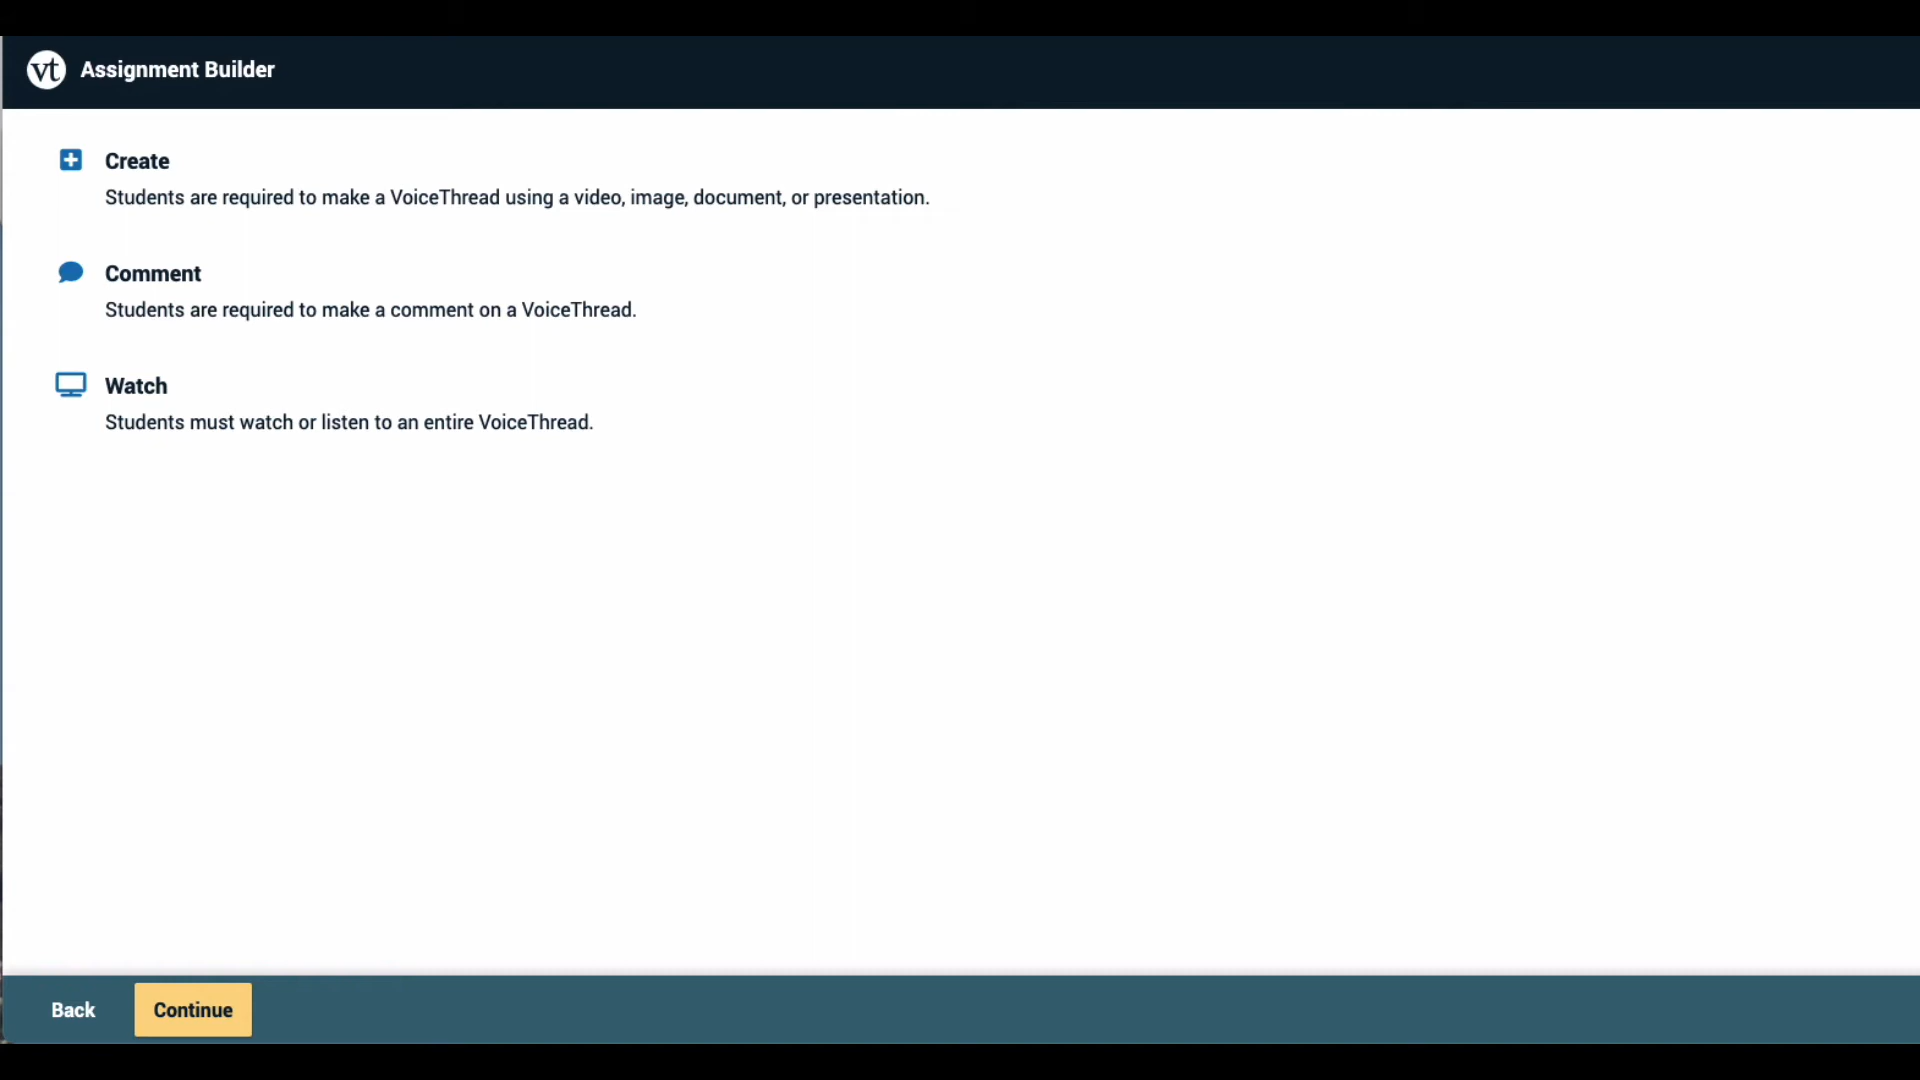 vt Assignment Builder
Create
Students are required to make a VoiceThread using a video, image, document, or presentation.
Comment
Students are required to make a comment on a VoiceThread.
Watch
Students must watch or listen to an entire VoiceThread.
Back Continue